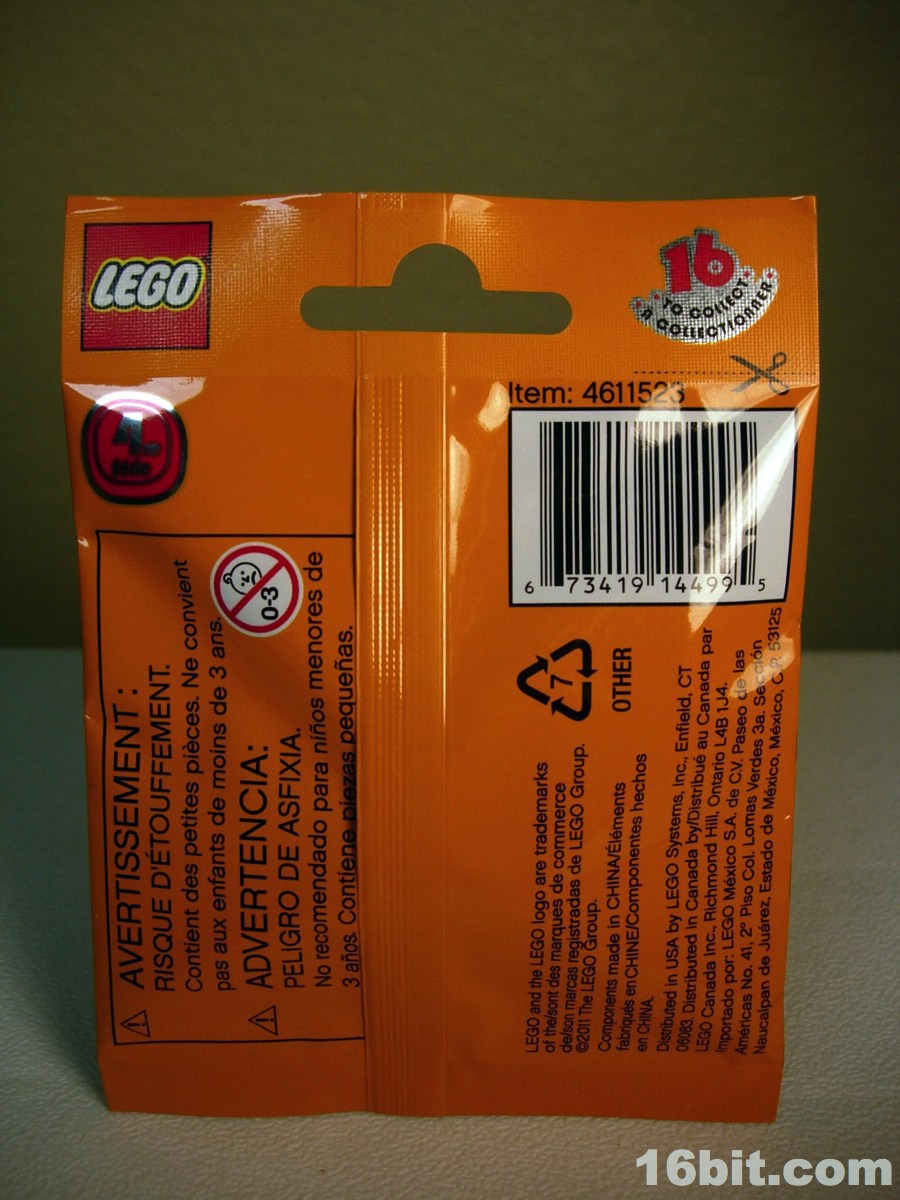 LEGO
16
TO COLLECT
À COLLECTIONNER
Item: 4611523
4.
Série
6 73419 14499 5
AVERTISSEMENT :
RISQUE D'ÉTOUFFEMENT.
Contient des petites pièces. Ne convient
pas aux enfants de moins de 3 ans.
0-3
ADVERTENCIA:
PELIGRO DE ASFIXIA.
No recomendado para niños menores de
3 años. Contiene piezas pequeñas.
7
OTHER
LEGO and the LEGO logo are trademarks
of the/sont des marques de commerce
de/son marcas registradas de LEGO Group.
©2011 The LEGO Group.
Components made in CHINA/Éléments
fabriqués en CHINE/Componentes hechos
en CHINA.
Distributed in USA by LEGO Systems, Inc., Enfield, CT
06083. Distributed in Canada by/Distribué au Canada par
LEGO Canada Inc., Richmond Hill, Ontario L4B 1J4.
Importado por: LEGO México S.A. de C.V. Paseo de las
Américas No. 41, 2º Piso Col. Lomas Verdes 3a. Sección
Naucalpan de Juárez, Estado de México, México, C.P. 53125
16bit.com